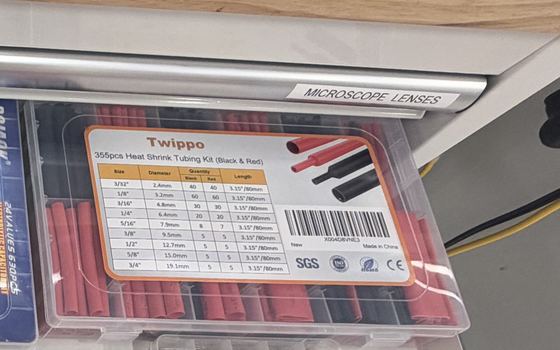 MICROSCOPE LENSES
Twippo
355pcs Heat Shrink Tubing Kit (Black & Red)
Size Diameter Quantity Length
Black Red
3/32" 2.4mm 40 40 3.15"/80mm
1/8" 3.2mm 60 60 3.15"/80mm
3/16" 4.8mm 30 30 3.15"/80mm
1/4" 6.4mm 20 20 3.15"/80mm
5/16" 7.9mm 8 7 3.15"/80mm
3/8" 9.5mm 5 5 3.15"/80mm
1/2" 12.7mm 5 5 3.15"/80mm
5/8" 15.0mm 5 5 3.15"/80mm
3/4" 19.1mm 5 5 3.15"/80mm
X004D8VNE3
New Made in China
SGS
CE
24VALUES 630pcs